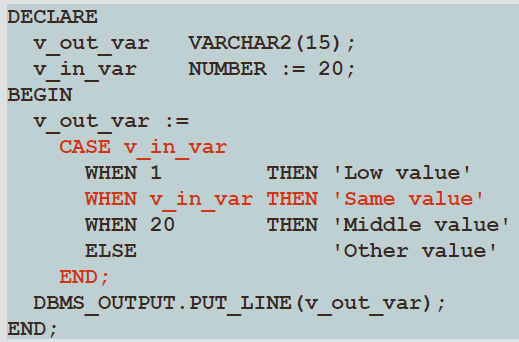 DECLARE
  v_out_var   VARCHAR2(15);
  v_in_var    NUMBER := 20;
BEGIN
  v_out_var :=
    CASE v_in_var
      WHEN 1        THEN 'Low value'
      WHEN v_in_var THEN 'Same value'
      WHEN 20       THEN 'Middle value'
      ELSE               'Other value'
    END;
  DBMS_OUTPUT.PUT_LINE(v_out_var);
END;